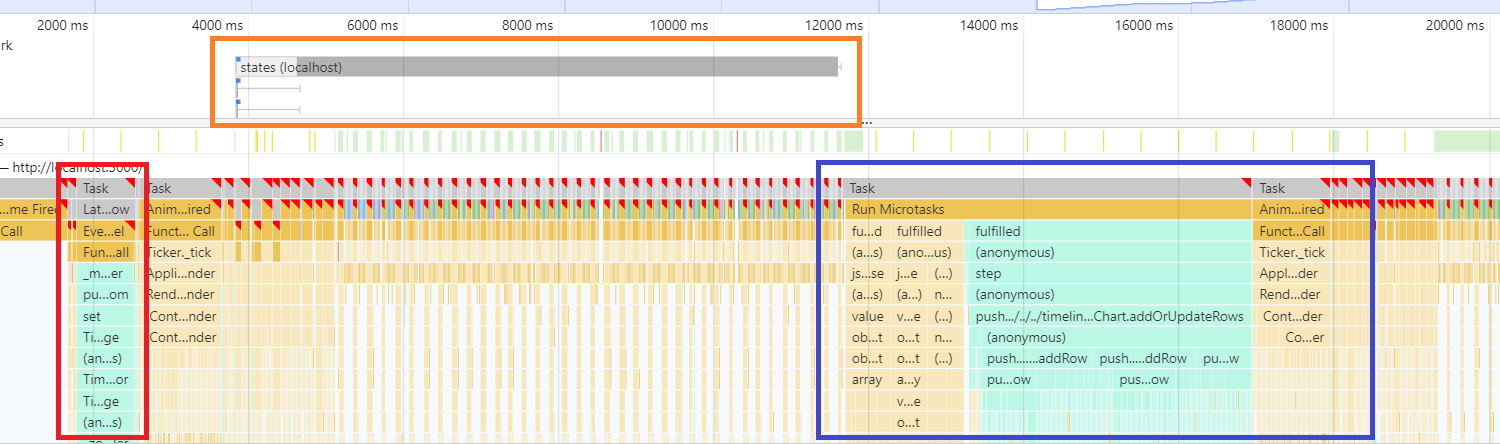 2000 ms 4000 ms 6000 ms 8000 ms 10000 ms 12000 ms 14000 ms 16000 ms 18000 ms 20000 ms
rk
states (localhost)
...
s
— http://localhost:3000/
Task Task Task Task
...me Fired Lat...ow Anim...ired Run Microtasks Anim...ired
Call Eve...el Funct... Call fu...d fulfilled fulfilled Funct...Call
Fun...all Ticker._tick (a...s) (ano...us) (anonymous) Ticker._tick
_m...er Appli...nder js...se j...e (...) step Appl...der
pu...om Rend...nder (a...s) (a...) n... (anonymous) Rend...der
set Cont...nder value v...e (...) push.../../../timelin...Chart.addOrUpdateRows Cont...der
Ti...ge Cont...nder ob...t o...t n... (anonymous) Co...er
(an...s) ob...t o...t (...) push.......addRow push.....ddRow pu...w
Tim...or array a...y pu...ow pus...ow
Ti...ge v...e
(an...s) o...t